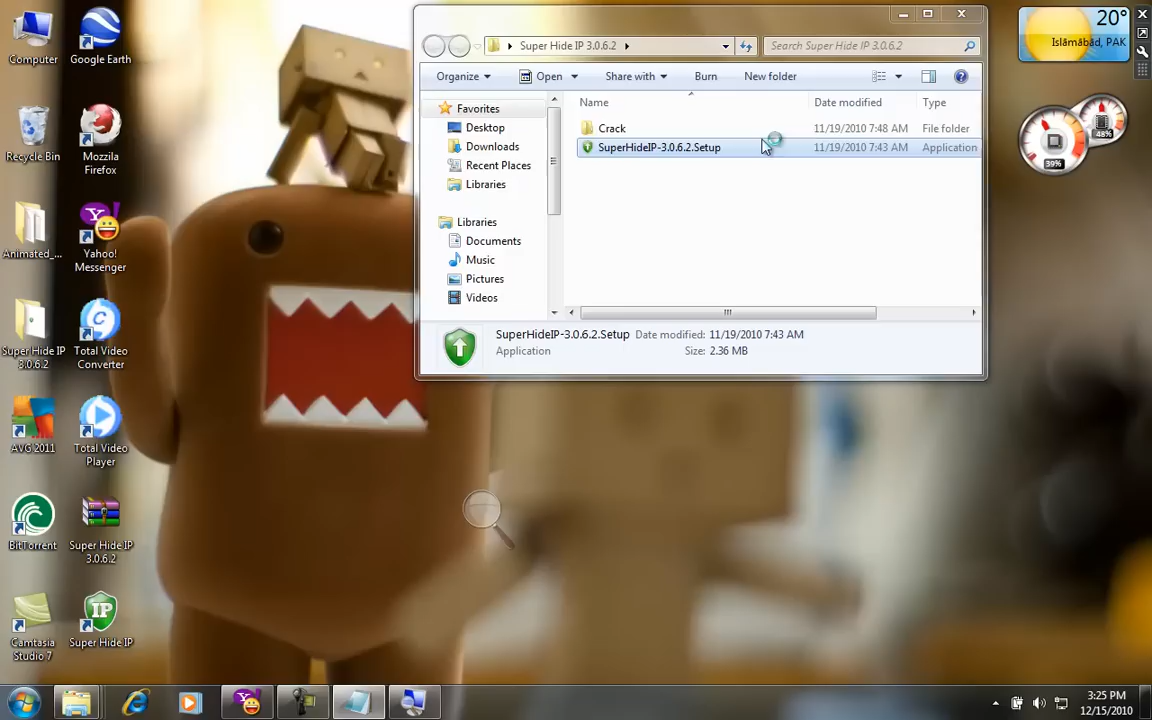 Computer
Google Earth
Recycle Bin
Mozzila
Firefox
Animated_...
Yahoo!
Messenger
Super Hide IP
3.0.6.2
Total Video
Converter
AVG 2011
Total Video
Player
BitTorrent
Super Hide IP
3.0.6.2
Camtasia
Studio 7
IP
Super Hide IP
Super Hide IP 3.0.6.2
Search Super Hide IP 3.0.6.2
Organize Open Share with Burn New folder
Favorites
Desktop
Downloads
Recent Places
Libraries
Libraries
Documents
Music
Pictures
Videos
Name Date modified Type
Crack 11/19/2010 7:48 AM File folder
SuperHideIP-3.0.6.2.Setup 11/19/2010 7:43 AM Application
SuperHideIP-3.0.6.2.Setup Date modified: 11/19/2010 7:43 AM
Application Size: 2.36 MB
20°
Islāmābād, PAK
48%
39%
3:25 PM
12/15/2010